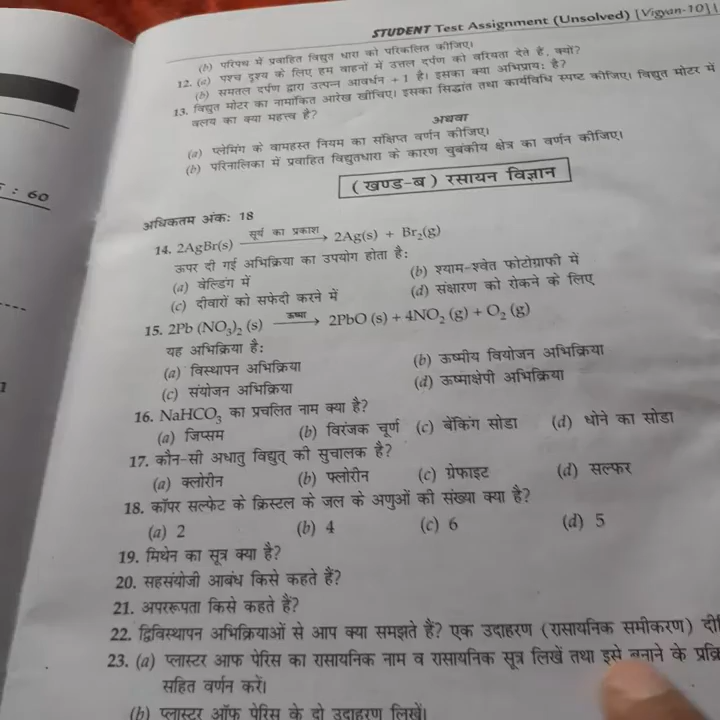 STUDENT Test Assignment (Unsolved) [Vigyan-10]
(b) परिपथ में प्रवाहित विद्युत धारा को परिकलित कीजिए।
12. (a) पश्च दृश्य के लिए हम वाहनों में उत्तल दर्पण को वरियता देते हैं, क्यों?
(b) समतल दर्पण द्वारा उत्पन्न आवर्धन + 1 है। इसका क्या अभिप्रायः है?
13. विद्युत मोटर का नामांकित आरेख खींचिए। इसका सिद्धांत तथा कार्यविधि स्पष्ट कीजिए। विद्युत मोटर में
वलय का क्या महत्त्व है?
अथवा
(a) फ्लेमिंग के वामहस्त नियम का संक्षिप्त वर्णन कीजिए।
(b) परिनालिका में प्रवाहित विद्युतधारा के कारण चुबंकीय क्षेत्र का वर्णन कीजिए।
: 60
(खण्ड-ब) रसायन विज्ञान
अधिकतम अंकः 18
14. 2AgBr(s) सूर्य का प्रकाश → 2Ag(s) + Br₂(g)
ऊपर दी गई अभिक्रिया का उपयोग होता है:
(a) वेल्डिंग में (b) श्याम-श्वेत फोटोग्राफी में
(c) दीवारों को सफेदी करने में (d) संक्षारण को रोकने के लिए
15. 2Pb (NO₃)₂ (s) ऊष्मा → 2PbO (s) + 4NO₂ (g) + O₂ (g)
यह अभिक्रिया है:
(a) विस्थापन अभिक्रिया (b) ऊष्मीय वियोजन अभिक्रिया
(c) संयोजन अभिक्रिया (d) ऊष्माक्षेपी अभिक्रिया
16. NaHCO₃ का प्रचलित नाम क्या है?
(a) जिप्सम (b) विरंजक चूर्ण (c) बेंकिंग सोडा (d) धोने का सोडा
17. कौन-सी अधातु विद्युत् की सुचालक है?
(a) क्लोरीन (b) फ्लोरीन (c) ग्रेफाइट (d) सल्फर
18. कॉपर सल्फेट के क्रिस्टल के जल के अणुओं की संख्या क्या है?
(a) 2 (b) 4 (c) 6 (d) 5
19. मिथेन का सूत्र क्या है?
20. सहसंयोजी आबंध किसे कहते हैं?
21. अपररूपता किसे कहते हैं?
22. द्विविस्थापन अभिक्रियाओं से आप क्या समझते हैं? एक उदाहरण (रासायनिक समीकरण)
23. (a) प्लास्टर आफ पेरिस का रासायनिक नाम व रासायनिक सूत्र लिखें तथा इसे बनाने के
सहित वर्णन करें।
(b) प्लास्टर ऑफ पेरिस के दो उदाहरण लिखें।